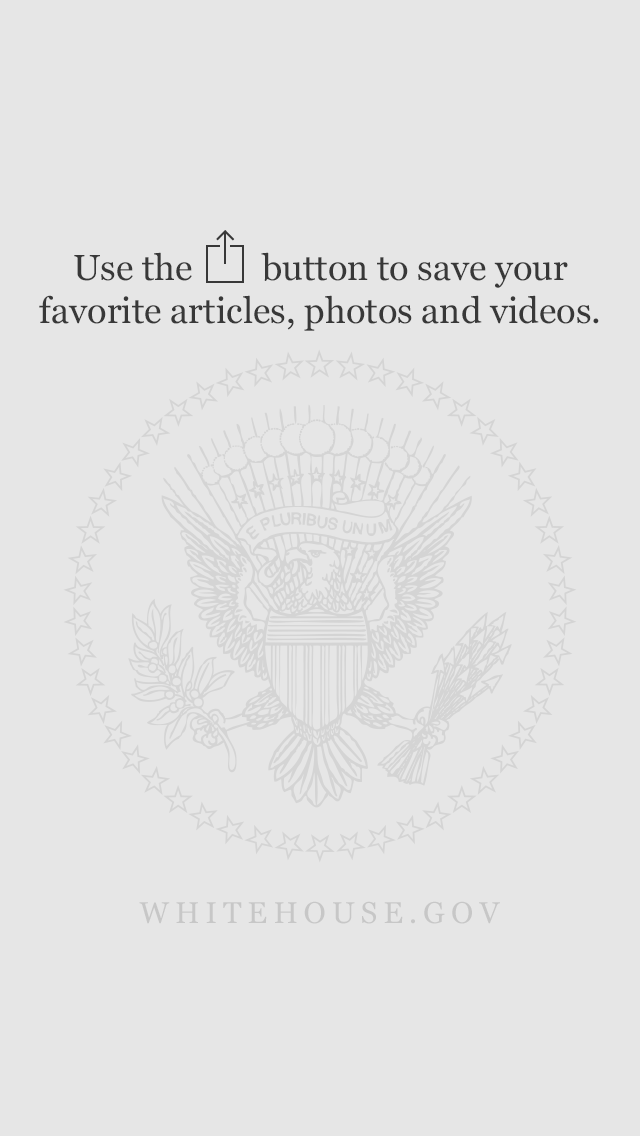 Use the button to save your
favorite articles, photos and videos.
E PLURIBUS UNUM
WHITEHOUSE.GOV